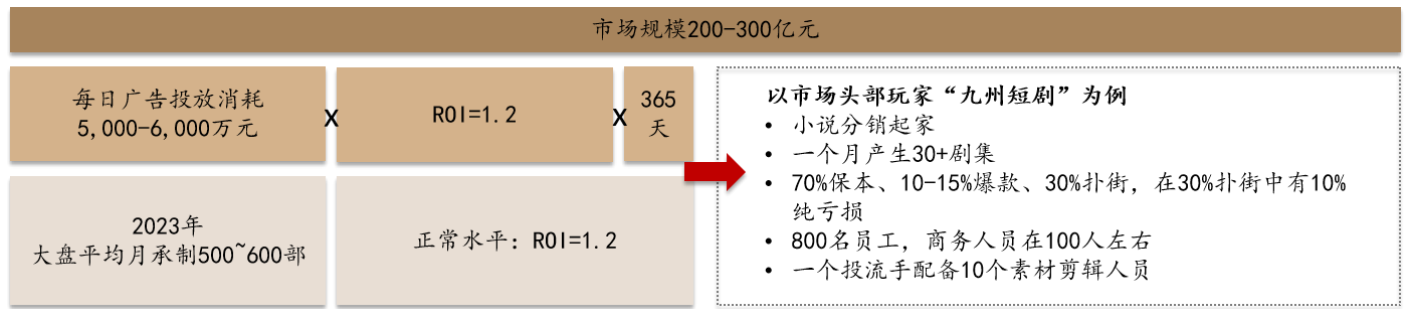 市场规模200-300亿元
每日广告投放消耗
5,000-6,000万元
x
ROI=1.2
x
365
天
2023年
大盘平均月承制500~600部
正常水平：ROI=1.2
以市场头部玩家“九州短剧”为例
• 小说分销起家
• 一个月产生30+剧集
• 70%保本、10-15%爆款、30%扑街，在30%扑街中有10%
纯亏损
• 800名员工，商务人员在100人左右
• 一个投流手配备10个素材剪辑人员